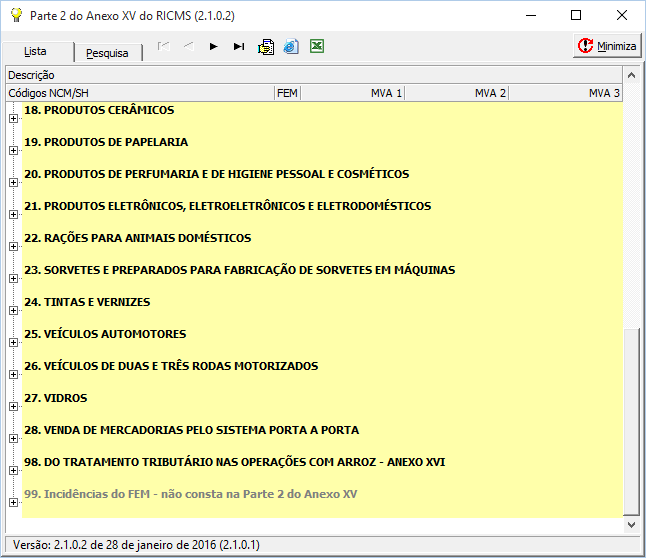 Parte 2 do Anexo XV do RICMS (2.1.0.2)
Lista
Pesquisa
Minimiza
Descrição
Códigos NCM/SH FEM MVA 1 MVA 2 MVA 3
18. PRODUTOS CERÂMICOS
19. PRODUTOS DE PAPELARIA
20. PRODUTOS DE PERFUMARIA E DE HIGIENE PESSOAL E COSMÉTICOS
21. PRODUTOS ELETRÔNICOS, ELETROELETRÔNICOS E ELETRODOMÉSTICOS
22. RAÇÕES PARA ANIMAIS DOMÉSTICOS
23. SORVETES E PREPARADOS PARA FABRICAÇÃO DE SORVETES EM MÁQUINAS
24. TINTAS E VERNIZES
25. VEÍCULOS AUTOMOTORES
26. VEÍCULOS DE DUAS E TRÊS RODAS MOTORIZADOS
27. VIDROS
28. VENDA DE MERCADORIAS PELO SISTEMA PORTA A PORTA
98. DO TRATAMENTO TRIBUTÁRIO NAS OPERAÇÕES COM ARROZ - ANEXO XVI
99. Incidências do FEM - não consta na Parte 2 do Anexo XV
Versão: 2.1.0.2 de 28 de janeiro de 2016 (2.1.0.1)